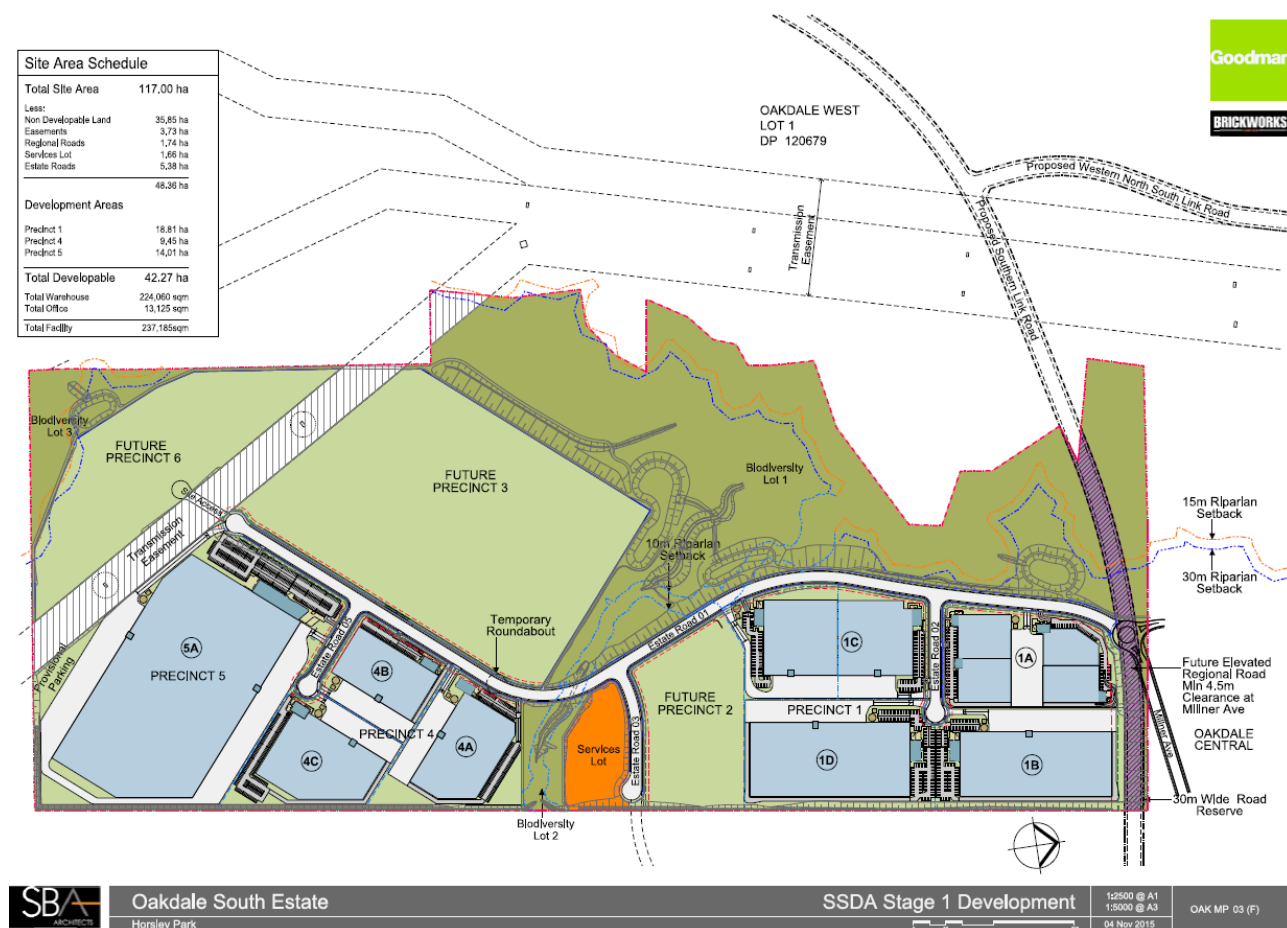 Site Area Schedule
Total Site Area 117.00 ha
Less:
Non Developable Land 35,85 ha
Easements 3,73 ha
Regional Roads 1,74 ha
Services Lot 1,66 ha
Estate Roads 5,38 ha
48,36 ha
Development Areas
Precinct 1 18,81 ha
Precinct 4 9,45 ha
Precinct 5 14,01 ha
Total Developable 42.27 ha
Total Warehouse 224,060 sqm
Total Office 13,125 sqm
Total Facility 237,185sqm
Goodman
BRICKWORKS
OAKDALE WEST
LOT 1
DP 120679
Proposed Western North South Link Road
Proposed Southern Link Road
Transmission
Easement
Biodiversity
Lot 3
FUTURE
PRECINCT 6
FUTURE
PRECINCT 3
Biodiversity
Lot 1
Site Access
Transmission
Easement
10m Riparian
Setback
15m Riparian
Setback
30m Riparian
Setback
Temporary
Roundabout
Estate Road 01
Estate Road 02
Estate Road 03
Estate Road 05
Provisional
Parking
5A
PRECINCT 5
4B
PRECINCT 4
4A
4C
Services
Lot
FUTURE
PRECINCT 2
1C
1A
PRECINCT 1
1D
1B
Future Elevated
Regional Road
Min 4.5m
Clearance at
Millner Ave
Millner Ave
OAKDALE
CENTRAL
30m Wide Road
Reserve
Biodiversity
Lot 2
SBA
ARCHITECTS
Oakdale South Estate
Horsley Park
SSDA Stage 1 Development
1:2500 @ A1
1:5000 @ A3
04 Nov 2015
OAK MP 03 (F)